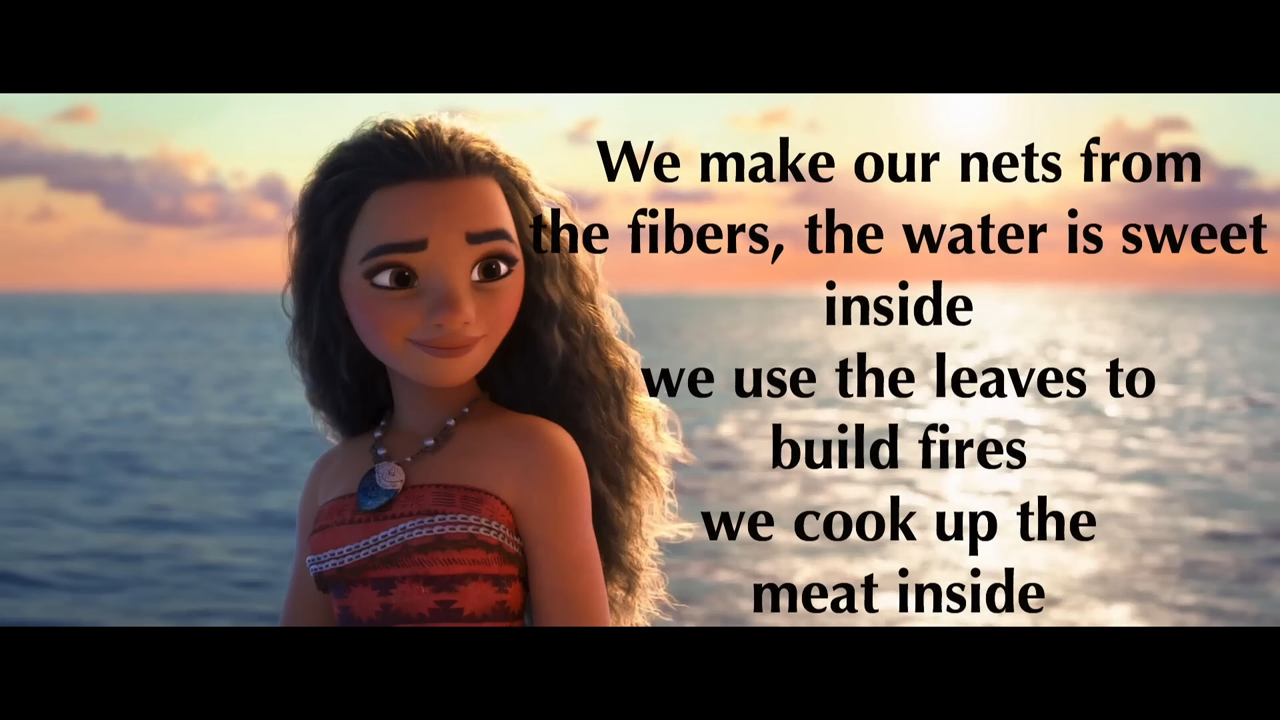 We make our nets from
the fibers, the water is sweet
inside
we use the leaves to
build fires
we cook up the
meat inside